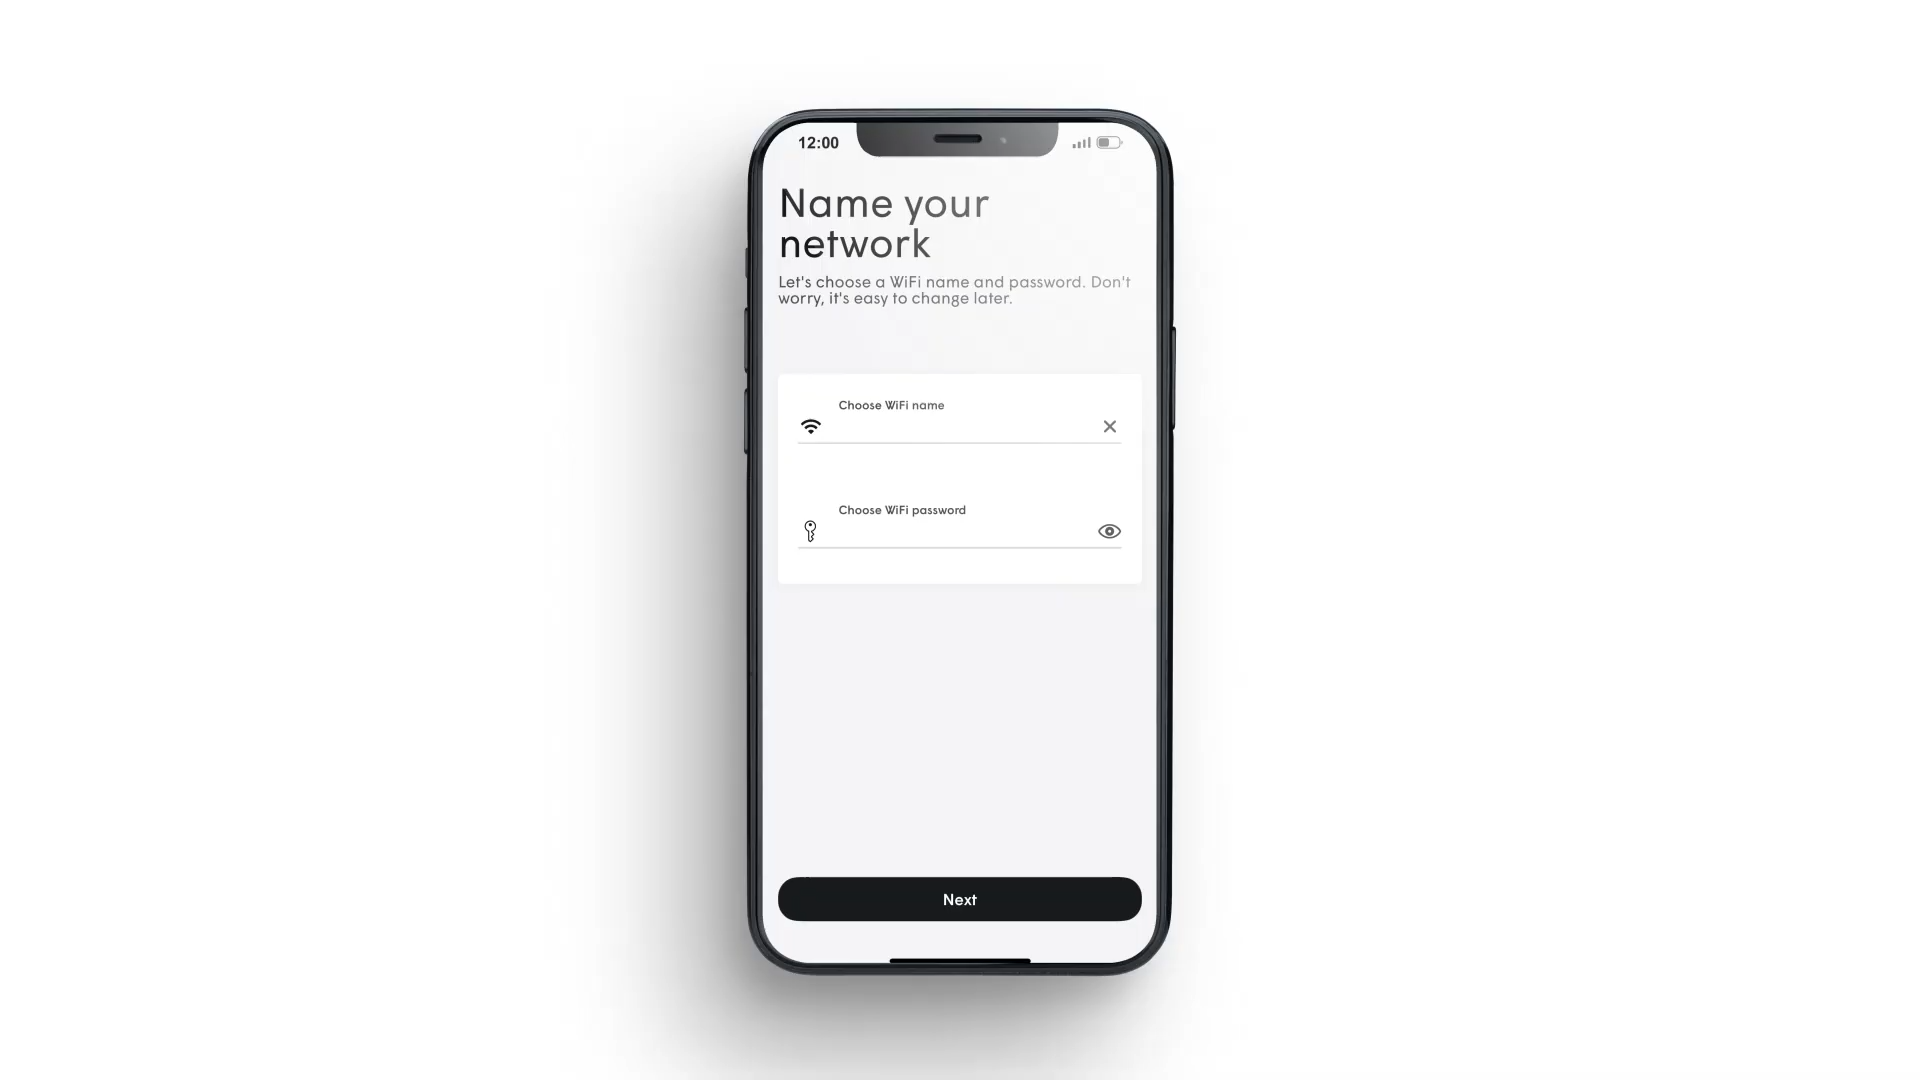 12:00
Name your
network
Let's choose a WiFi name and password. Don't
worry, it's easy to change later.
Choose WiFi name
Choose WiFi password
Next